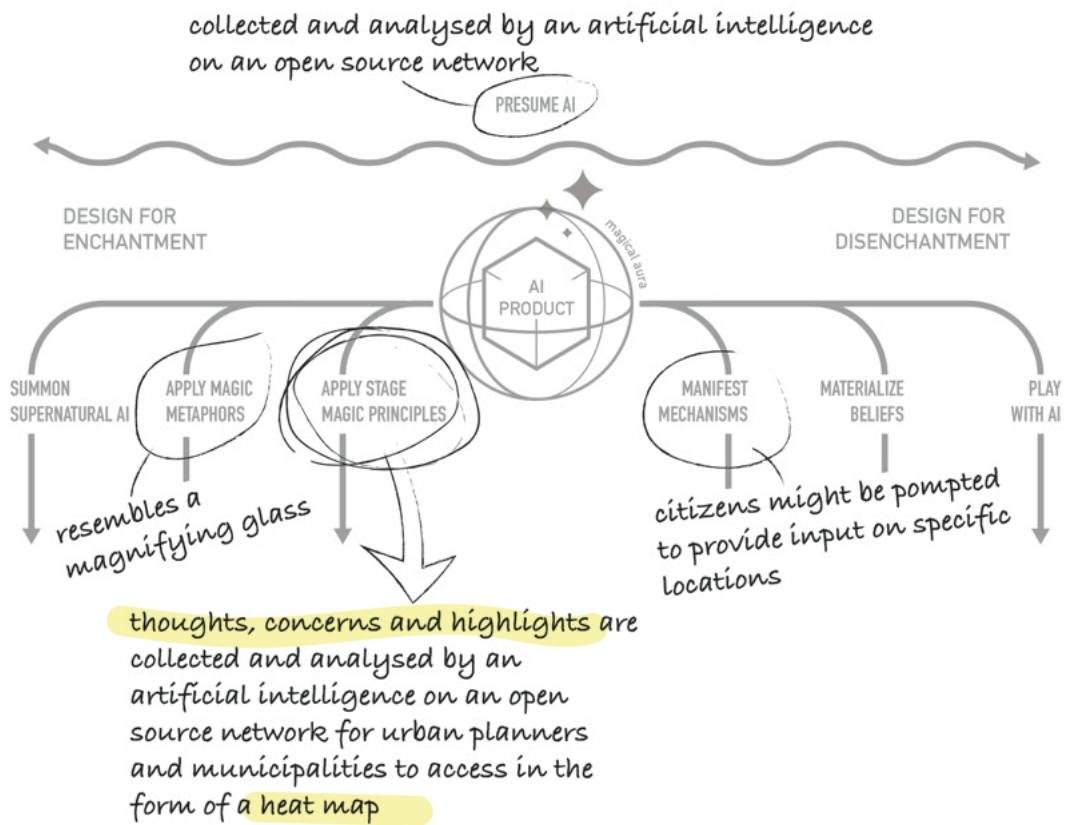 collected and analysed by an artificial intelligence
on an open source network
PRESUME AI
DESIGN FOR
ENCHANTMENT
DESIGN FOR
DISENCHANTMENT
magical aura
AI
PRODUCT
SUMMON
SUPERNATURAL AI
APPLY MAGIC
METAPHORS
APPLY STAGE
MAGIC PRINCIPLES
MANIFEST
MECHANISMS
MATERIALIZE
BELIEFS
PLAY
WITH AI
resembles a
magnifying glass
citizens might be pompted
to provide input on specific
locations
thoughts, concerns and highlights are
collected and analysed by an
artificial intelligence on an open
source network for urban planners
and municipalities to access in the
form of a heat map